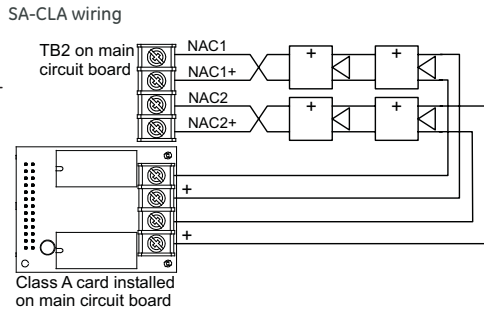 SA-CLA wiring
TB2 on main
circuit board
NAC1
NAC1+
NAC2
NAC2+
+
+
+
+
+
+
Class A card installed
on main circuit board